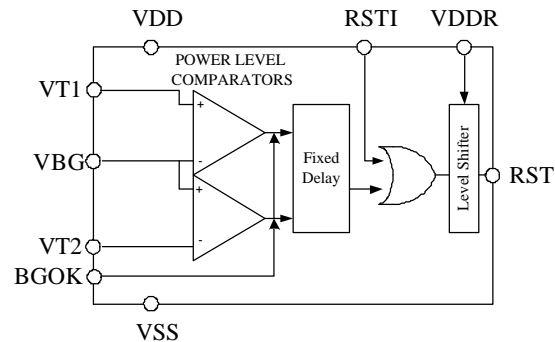 VDD
RSTI
VDDR
POWER LEVEL
COMPARATORS
VT1
+
-
VBG
+
-
VT2
BGOK
Fixed
Delay
Level Shifter
RST
VSS